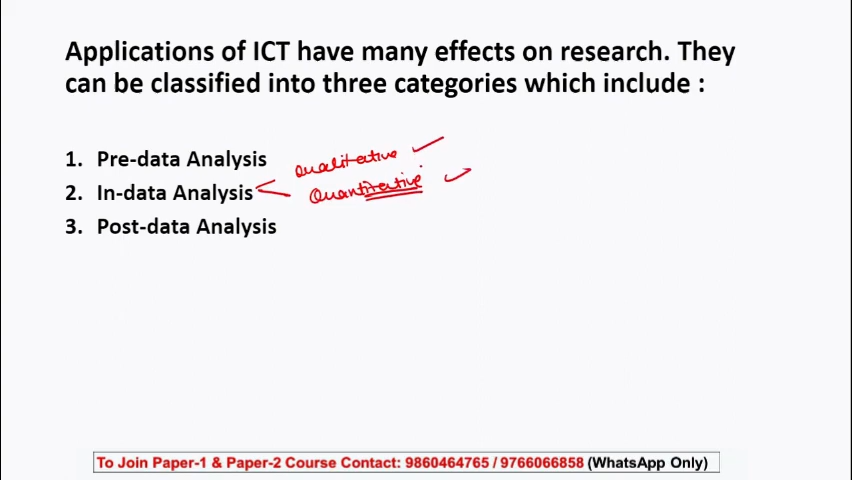 Applications of ICT have many effects on research. They
can be classified into three categories which include :
1. Pre-data Analysis
Qualitative
2. In-data Analysis
Quantitative
3. Post-data Analysis
To Join Paper-1 & Paper-2 Course Contact: 9860464765 / 9766066858 (WhatsApp Only)